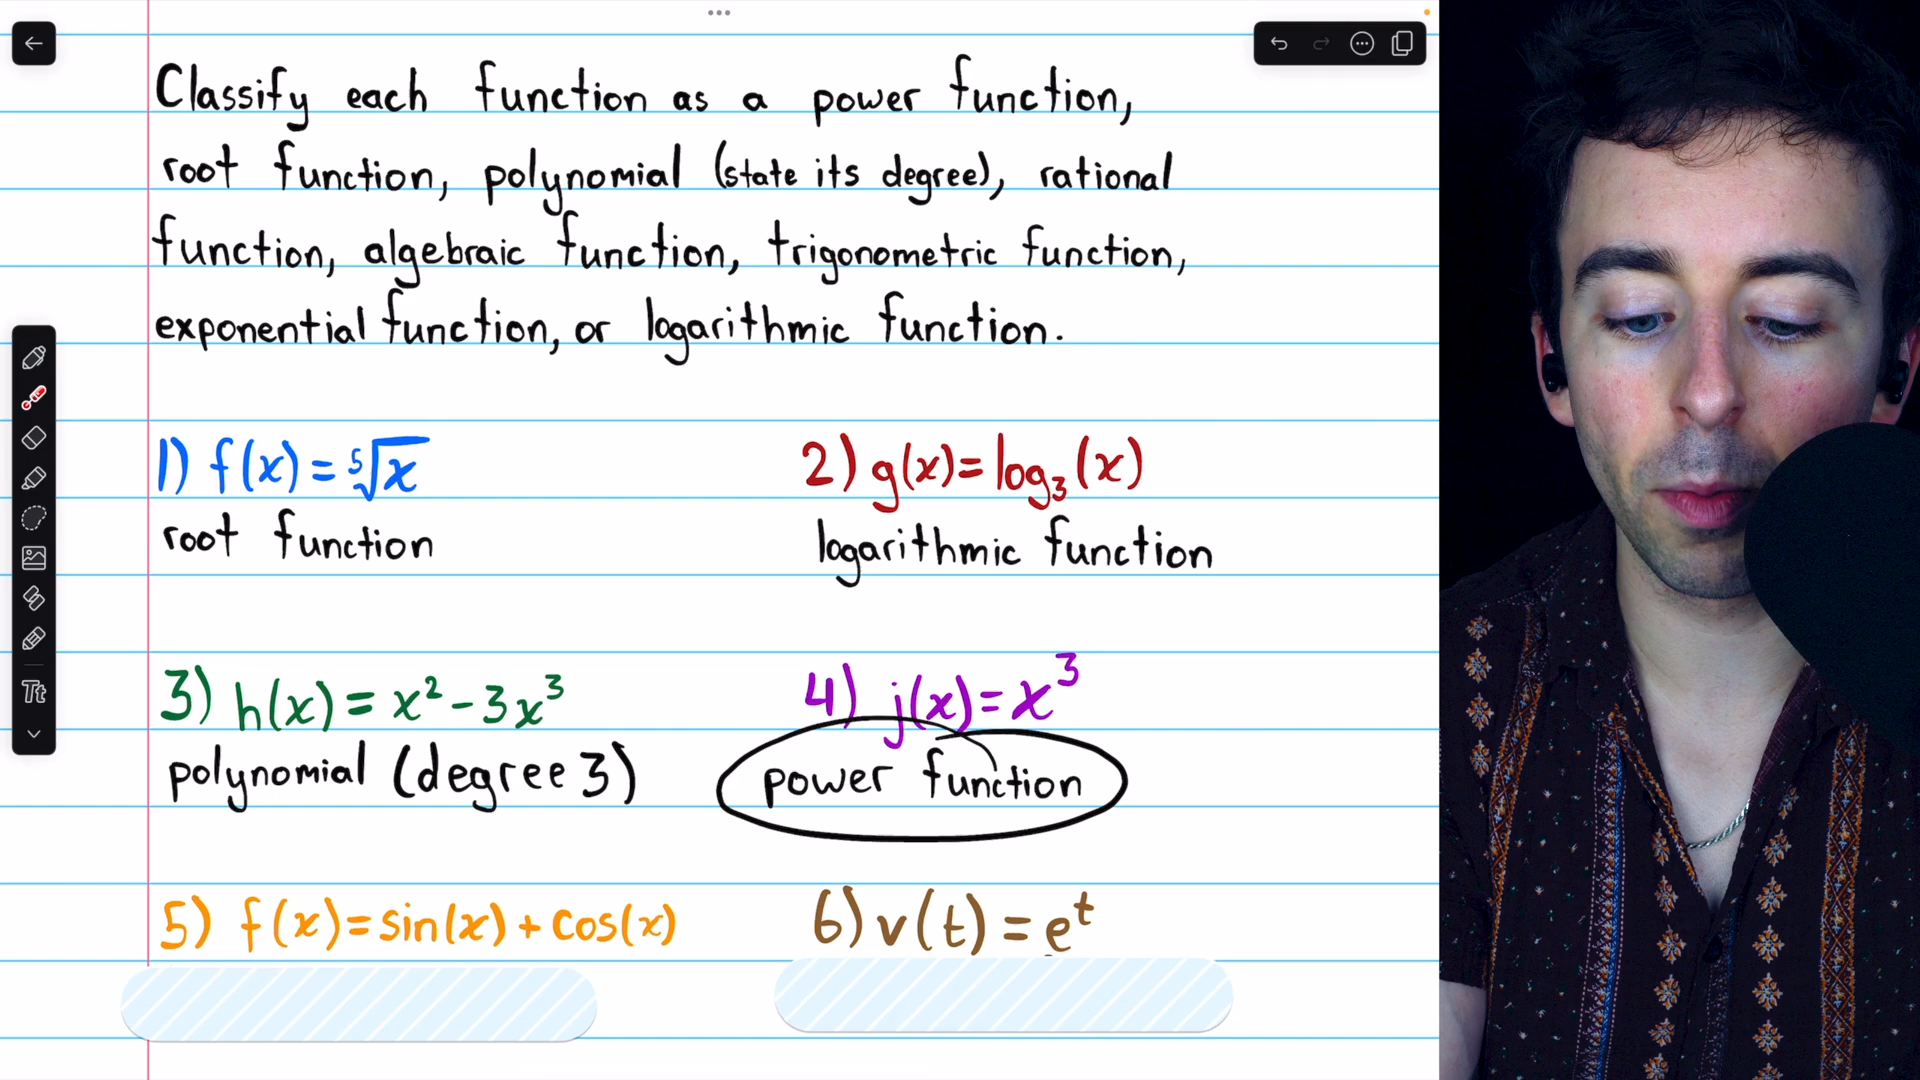 Classify each function as a power function,
root function, polynomial (state its degree), rational
function, algebraic function, trigonometric function,
exponential function, or logarithmic function.
1) f(x) = ⁵√x
2) g(x) = log₃(x)
root function
logarithmic function
3) h(x) = x² - 3x³
4) j(x) = x³
polynomial (degree 3)
power function
5) f(x) = sin(x) + cos(x)
6) v(t) = eᵗ
Tt